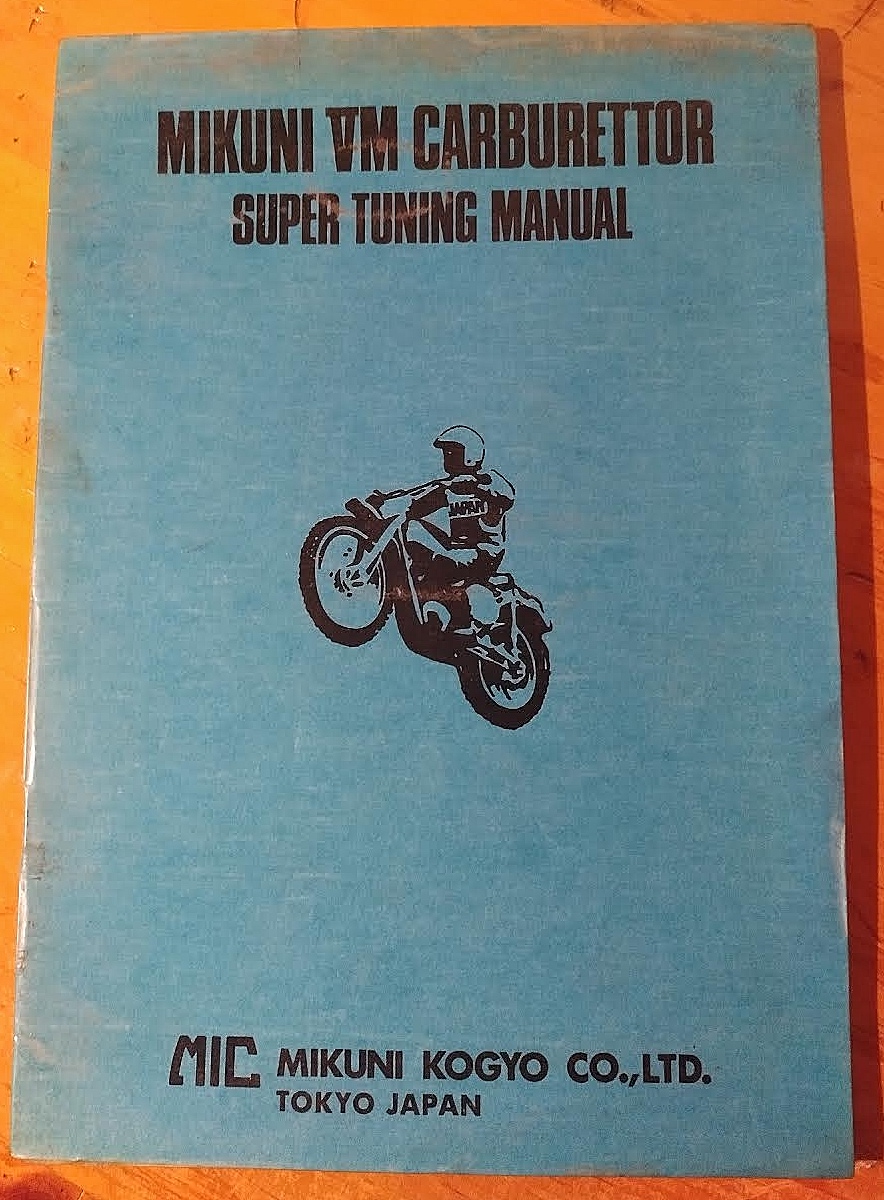 MIKUNI VM CARBURETTOR
SUPER TUNING MANUAL
JAPAN
MIC MIKUNI KOGYO CO.,LTD.
TOKYO JAPAN